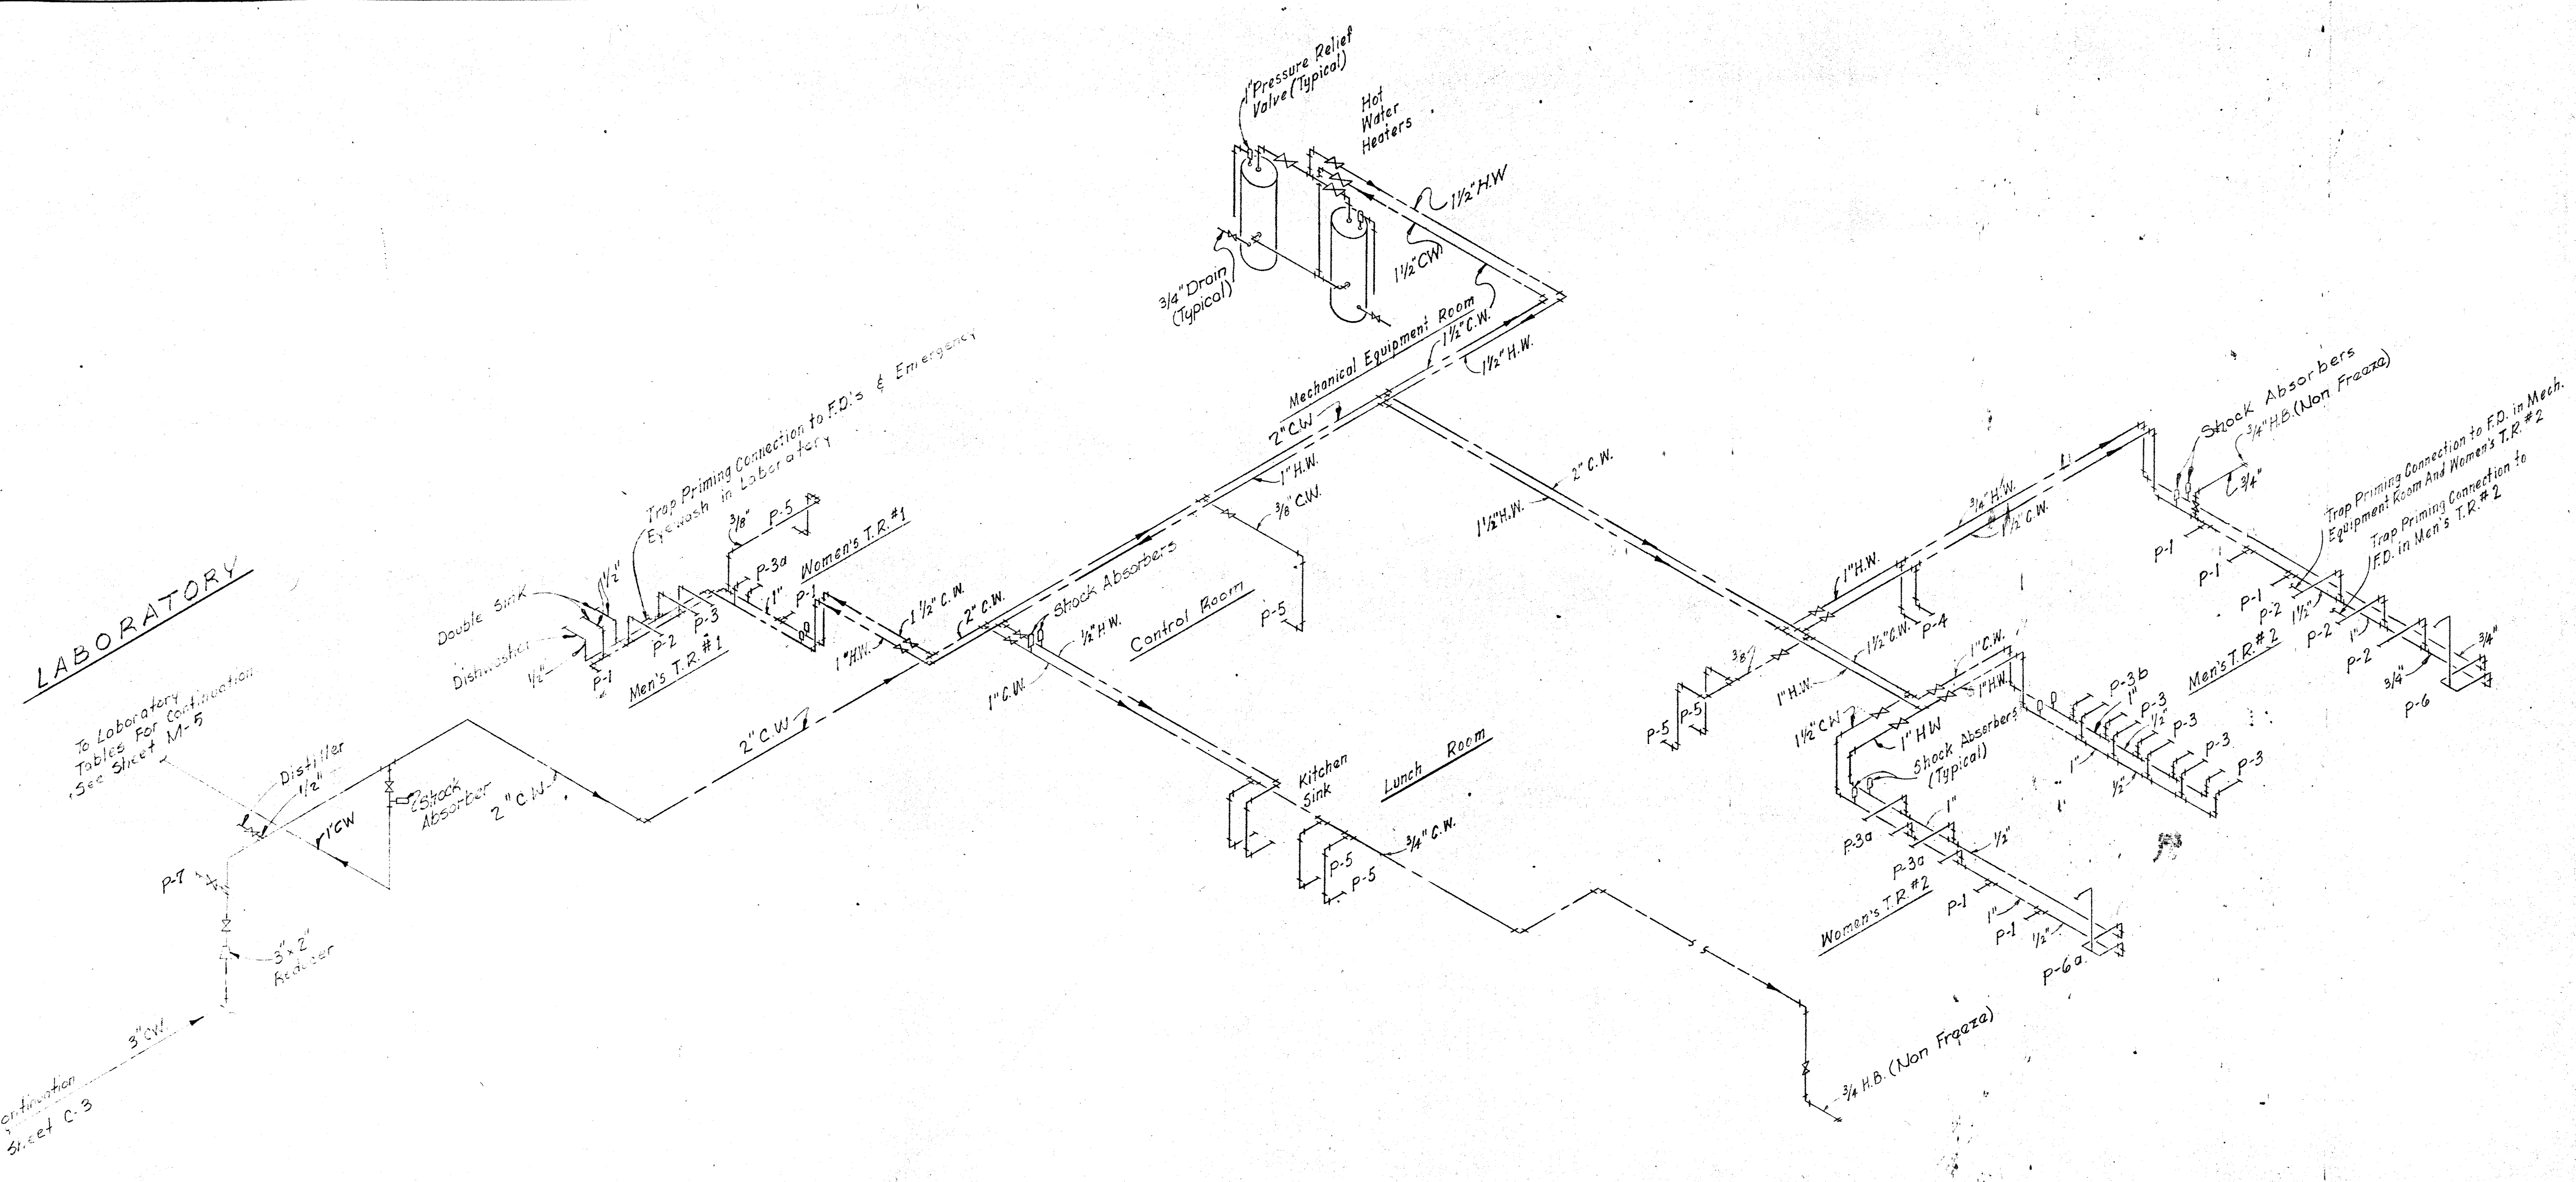 1" Pressure Relief
Valve (Typical)
Hot
Water
Heaters
1½" H.W
1½" CW.
3/4" Drain
(Typical)
Mechanical Equipment Room
1½" C.W.
1½" H.W.
2" C.W
1" H.W.
3/8" C.W.
P-5
Control Room
2" C.W.
1½" H.W.
LABORATORY
Trap Priming Connection to F.D.'s & Emergency
Eyewash in Laboratory
3/8"
P-5
Women's T.R. #1
P-3a
1"
P-1
1½"
Double Sink
Dishwasher
½"
P-1
P-2
P-3
Men's T.R. #1
1½" C.W.
1" H.W.
2" C.W.
Shock Absorbers
½" H.W.
1" C.W.
2" C.W.
To Laboratory
Tables For Continuation
See Sheet M-5
Distiller
½"
1" CW
Shock
Absorber
2" C.W.
P-7
3"x2"
Reducer
3" CW.
Sheet C-3
Kitchen
Sink
Lunch Room
P-5
P-5
3/4" C.W.
3/4 H.B. (Non Freeze)
3/4" H.W.
1½" C.W.
1" H.W.
P-4
3/8
P-5
P-5
1½" C.W.
1" H.W.
1" C.W.
1" H.W.
1½" C.W
1" H.W
Shock Absorbers
(Typical)
Men's T.R. #2
P-3b
1"
P-3
½"
P-3
P-3
P-3
1"
½"
P-3a
P-3a
1"
½"
Women's T.R. #2
P-1
1"
P-1
½"
P-6a
Shock Absorbers
3/4" H.B. (Non Freeze)
3/4"
Trap Priming Connection to F.D. in Mech.
Equipment Room And Women's T.R. #2
Trap Priming Connection to
F.D. in Men's T.R. #2
P-1
P-1
P-1
P-2
1½"
P-2
1"
P-2
3/4"
3/4"
P-6